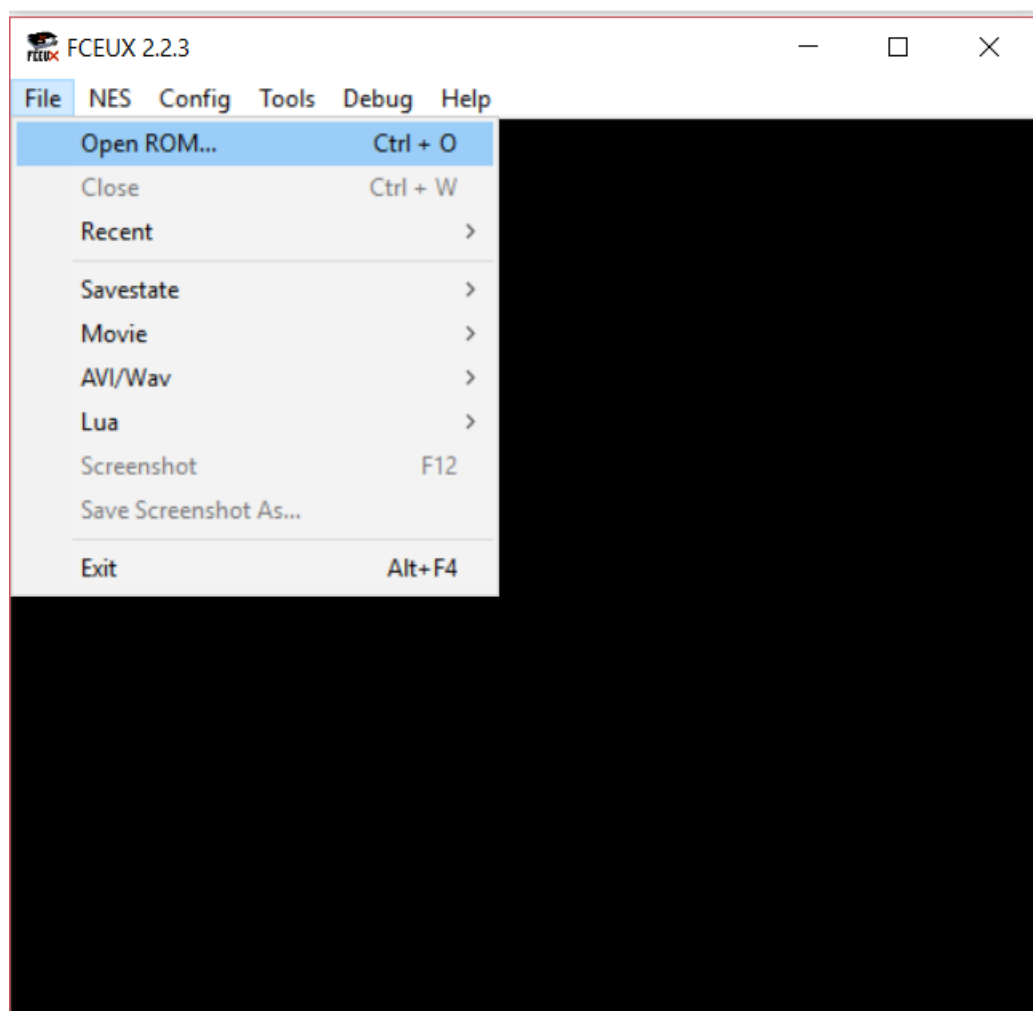 FCEUX FCEUX 2.2.3
File NES Config Tools Debug Help
Open ROM... Ctrl + O
Close Ctrl + W
Recent
Savestate
Movie
AVI/Wav
Lua
Screenshot F12
Save Screenshot As...
Exit Alt+F4